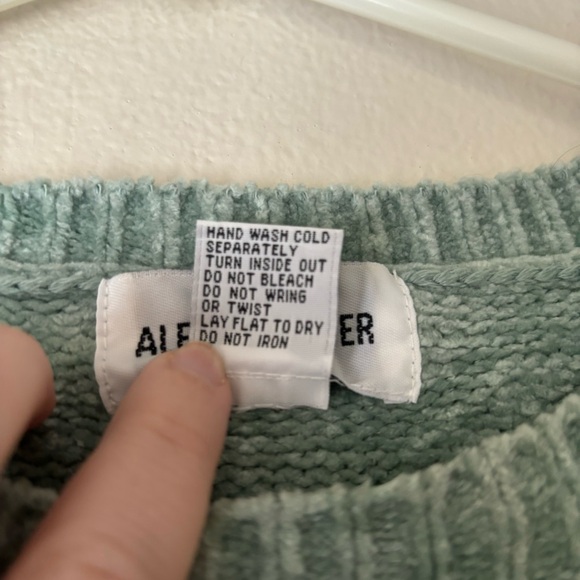 HAND WASH COLD
SEPARATELY
TURN INSIDE OUT
DO NOT BLEACH
DO NOT WRING
OR TWIST
LAY FLAT TO DRY
DO NOT IRON